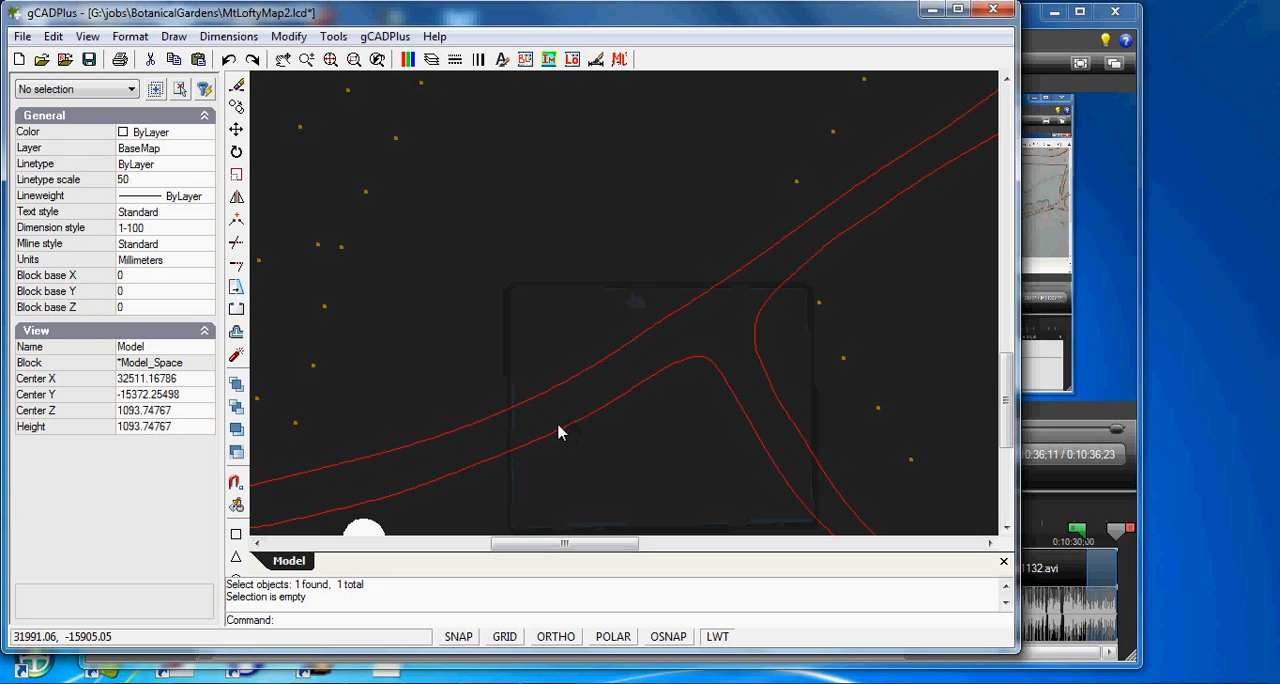 gCADPlus - [G:\jobs\BotanicalGardens\MtLoftyMap2.lcd*]
File Edit View Format Draw Dimensions Modify Tools gCADPlus Help
No selection
General
Color ByLayer
Layer BaseMap
Linetype ByLayer
Linetype scale 50
Lineweight ByLayer
Text style Standard
Dimension style 1-100
Mline style Standard
Units Millimeters
Block base X 0
Block base Y 0
Block base Z 0
View
Name Model
Block *Model_Space
Center X 32511.16786
Center Y -15372.25498
Center Z 1093.74767
Height 1093.74767
Model
Select objects: 1 found, 1 total
Selection is empty
Command:
31991.06, -15905.05 SNAP GRID ORTHO POLAR OSNAP LWT
0:36;11 / 0:10:36;23
0:10:30;00
1132.avi